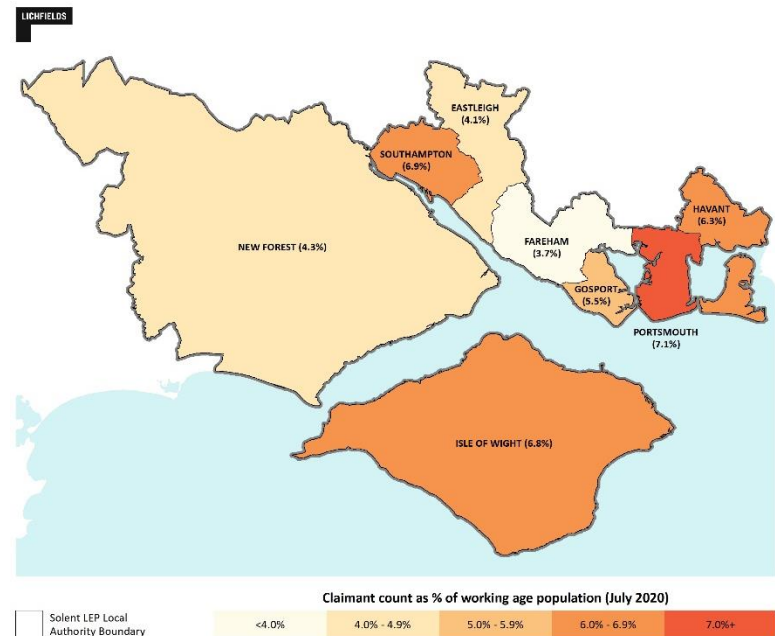 LICHFIELDS
EASTLEIGH
(4.1%)
SOUTHAMPTON
(6.9%)
HAVANT
(6.3%)
NEW FOREST (4.3%)
FAREHAM
(3.7%)
GOSPORT
(5.5%)
PORTSMOUTH
(7.1%)
ISLE OF WIGHT (6.8%)
Claimant count as % of working age population (July 2020)
Solent LEP Local
Authority Boundary
<4.0%
4.0% - 4.9%
5.0% - 5.9%
6.0% - 6.9%
7.0%+